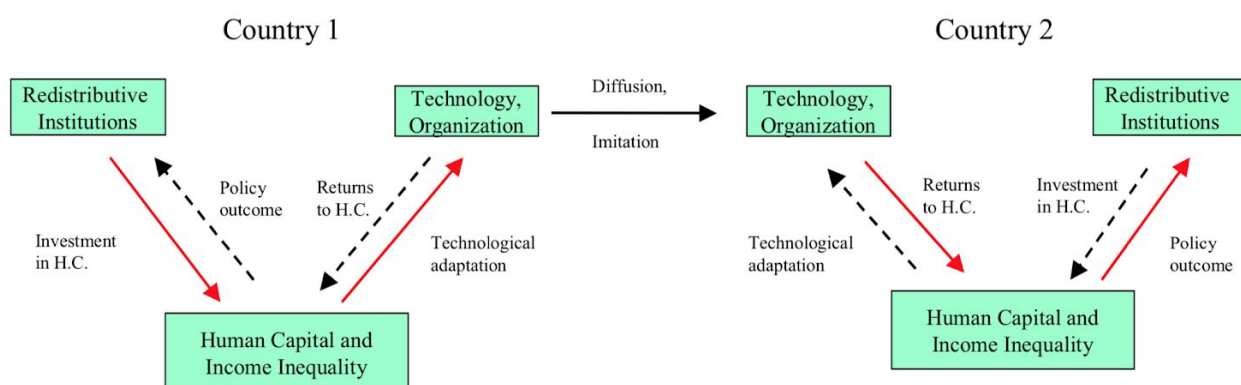 Country 1
Redistributive
Institutions
Technology,
Organization
Policy
outcome
Returns
to H.C.
Investment
in H.C.
Technological
adaptation
Human Capital and
Income Inequality
Diffusion,
Imitation
Country 2
Technology,
Organization
Redistributive
Institutions
Returns
to H.C.
Investment
in H.C.
Technological
adaptation
Policy
outcome
Human Capital and
Income Inequality